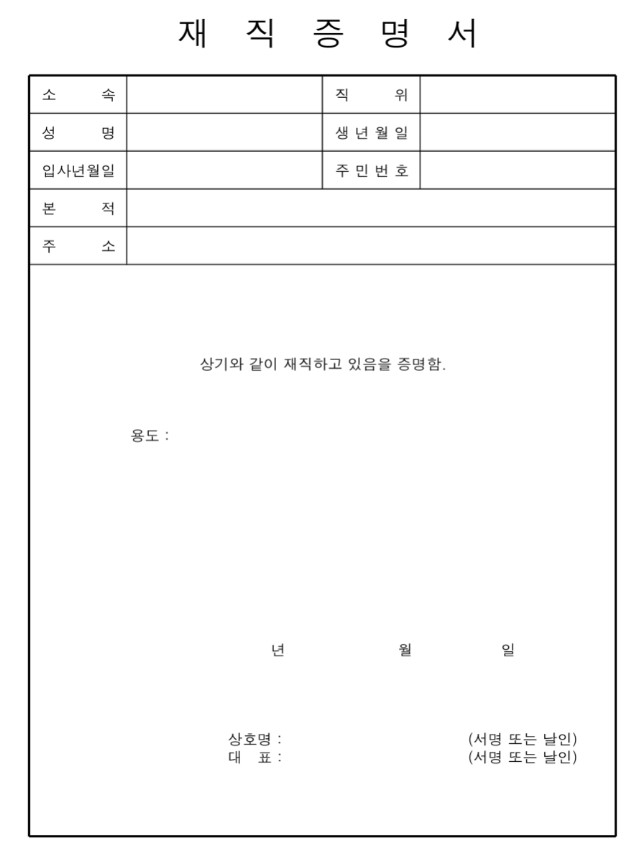 재 직 증 명 서
소 속 직 위
성 명 생 년 월 일
입사년월일 주 민 번 호
본 적
주 소
상기와 같이 재직하고 있음을 증명함.
용도 :
년 월 일
상호명 : (서명 또는 날인)
대 표 : (서명 또는 날인)